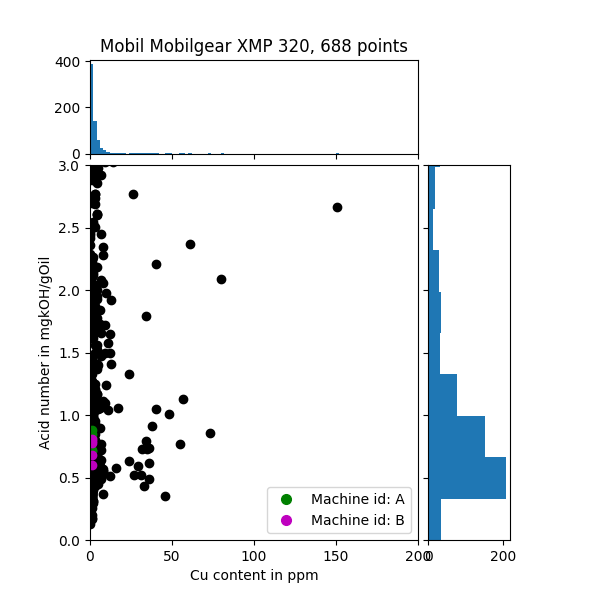 Mobil Mobilgear XMP 320, 688 points
400
200
0
3.0
2.5
2.0
1.5
1.0
0.5
0.0
Acid number in mgkOH/gOil
Machine id: A
Machine id: B
0 50 100 150 200 0 200
Cu content in ppm